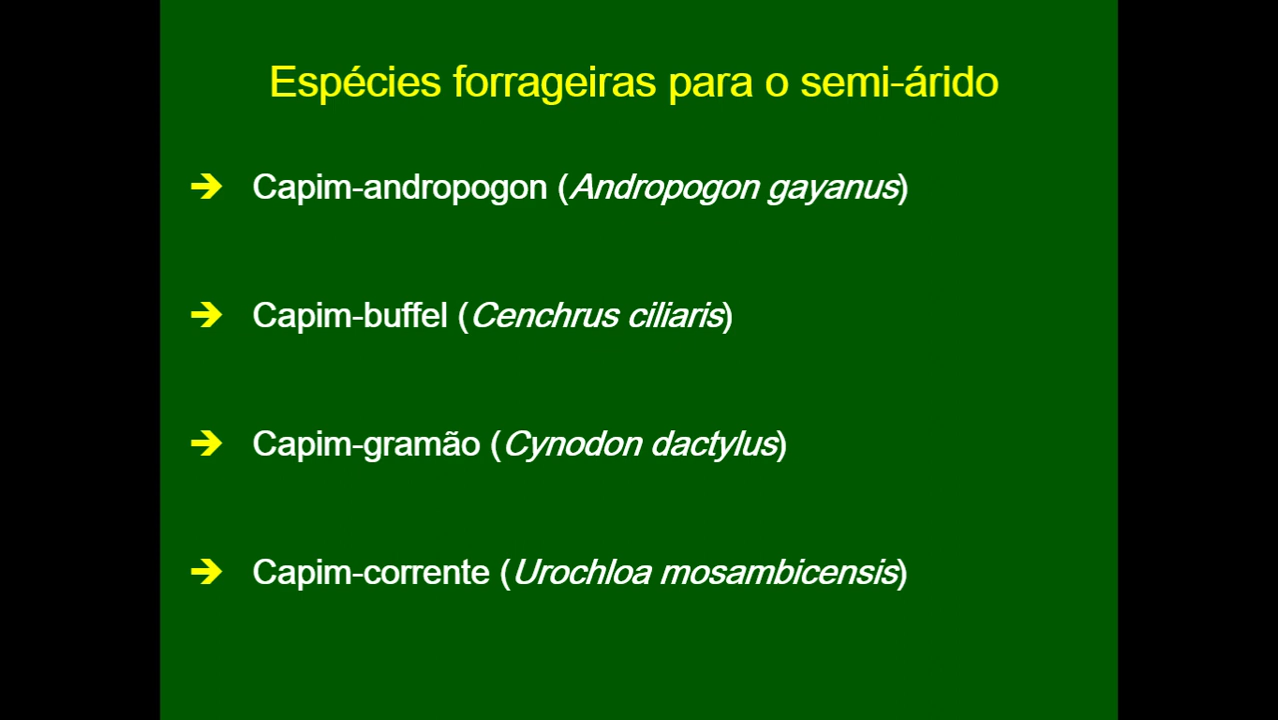 Espécies forrageiras para o semi-árido
➔ Capim-andropogon (Andropogon gayanus)
➔ Capim-buffel (Cenchrus ciliaris)
➔ Capim-gramão (Cynodon dactylus)
➔ Capim-corrente (Urochloa mosambicensis)